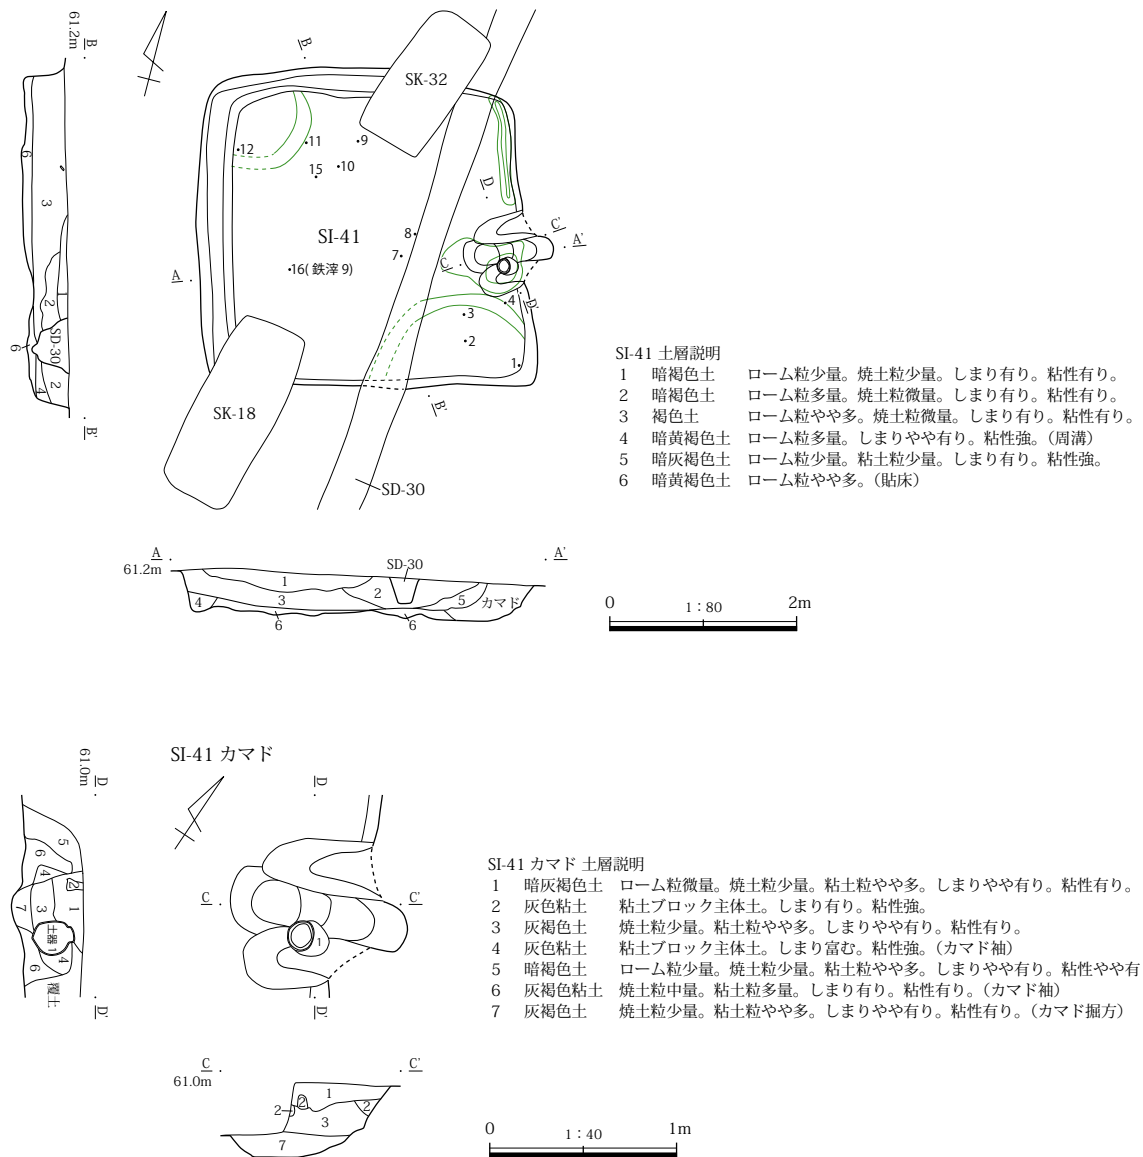 61.2m B
B
SK-32
12
11
9
15
10
D
6
3
SI-41
8
7
C'
A'
A
16( 鉄滓 9)
C
4
D'
3
2
1
2
SD-30
6
2
4
B'
B'
SK-18
SD-30
SI-41 土層説明
1 暗褐色土 ローム粒少量。焼土粒少量。しまり有り。粘性有り。
2 暗褐色土 ローム粒多量。焼土粒微量。しまり有り。粘性有り。
3 褐色土 ローム粒やや多。焼土粒微量。しまり有り。粘性有り。
4 暗黄褐色土 ローム粒多量。しまりやや有り。粘性強。（周溝）
5 暗灰褐色土 ローム粒少量。粘土粒少量。しまり有り。粘性強。
6 暗黄褐色土 ローム粒やや多。（貼床）
A A'
61.2m
SD-30
1
2
4 3 5 カマド
6 6
0 1：80 2m
SI-41 カマド
61.0m D
D
5
6
4
2
3
1
7
土器 1
4
6
覆土
D'
C C'
1
D'
SI-41 カマド 土層説明
1 暗灰褐色土 ローム粒微量。焼土粒少量。粘土粒やや多。しまりやや有り。粘性有り。
2 灰色粘土 粘土ブロック主体土。しまり有り。粘性強。
3 灰褐色土 焼土粒少量。粘土粒やや多。しまりやや有り。粘性有り。
4 灰色粘土 粘土ブロック主体土。しまり富む。粘性強。（カマド袖）
5 暗褐色土 ローム粒少量。焼土粒少量。粘土粒やや多。しまりやや有り。粘性やや有
6 灰褐色粘土 焼土粒中量。粘土粒多量。しまり有り。粘性有り。（カマド袖）
7 灰褐色土 焼土粒少量。粘土粒やや多。しまりやや有り。粘性有り。（カマド掘方）
C C'
61.0m
1
2 2 2
3
7
0 1：40 1m